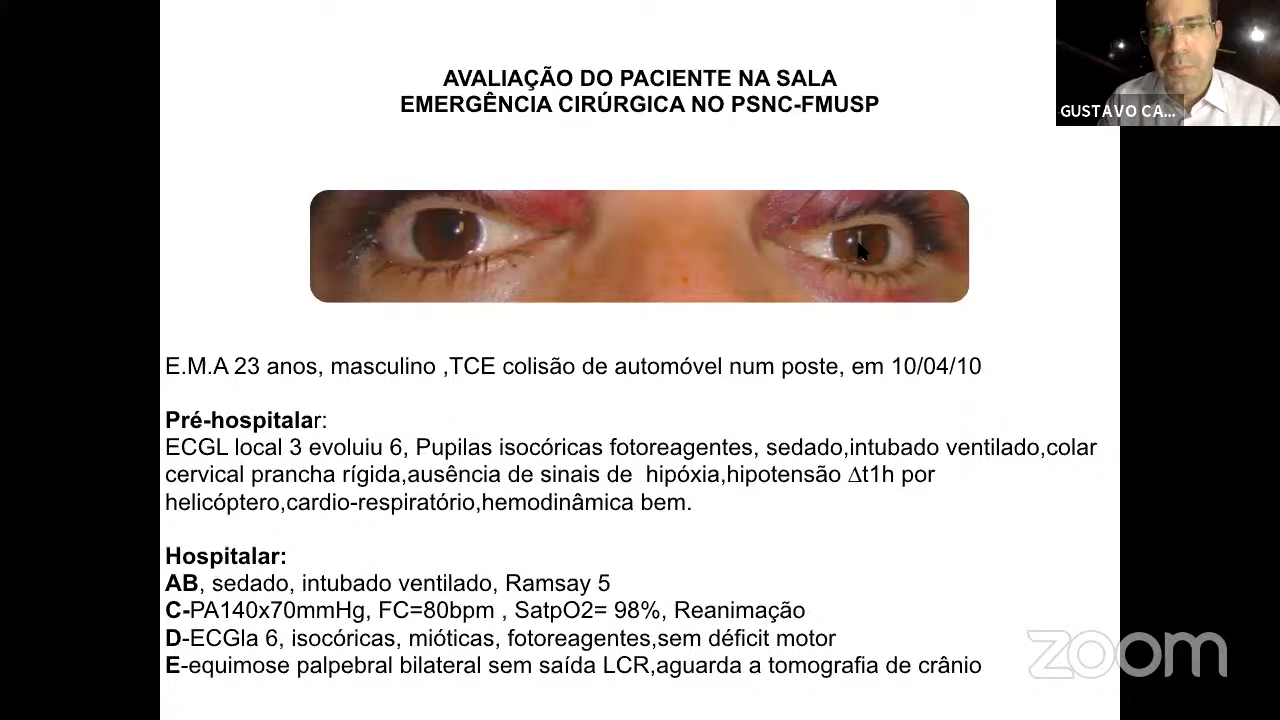 AVALIAÇÃO DO PACIENTE NA SALA
EMERGÊNCIA CIRÚRGICA NO PSNC-FMUSP
GUSTAVO CA...
E.M.A 23 anos, masculino ,TCE colisão de automóvel num poste, em 10/04/10
Pré-hospitalar:
ECGL local 3 evoluiu 6, Pupilas isocóricas fotoreagentes, sedado,intubado ventilado,colar
cervical prancha rígida,ausência de sinais de hipóxia,hipotensão ∆t1h por
helicóptero,cardio-respiratório,hemodinâmica bem.
Hospitalar:
AB, sedado, intubado ventilado, Ramsay 5
C-PA140x70mmHg, FC=80bpm , SatpO2= 98%, Reanimação
D-ECGla 6, isocóricas, mióticas, fotoreagentes,sem déficit motor
E-equimose palpebral bilateral sem saída LCR,aguarda a tomografia de crânio
zoom